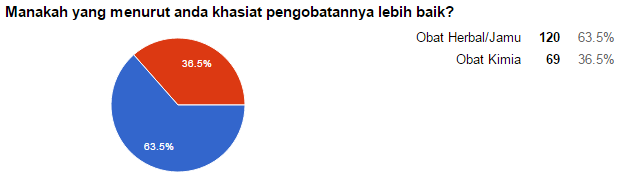 Manakah yang menurut anda khasiat pengobatannya lebih baik?
Obat Herbal/Jamu 120 63.5%
Obat Kimia 69 36.5%
36.5%
63.5%